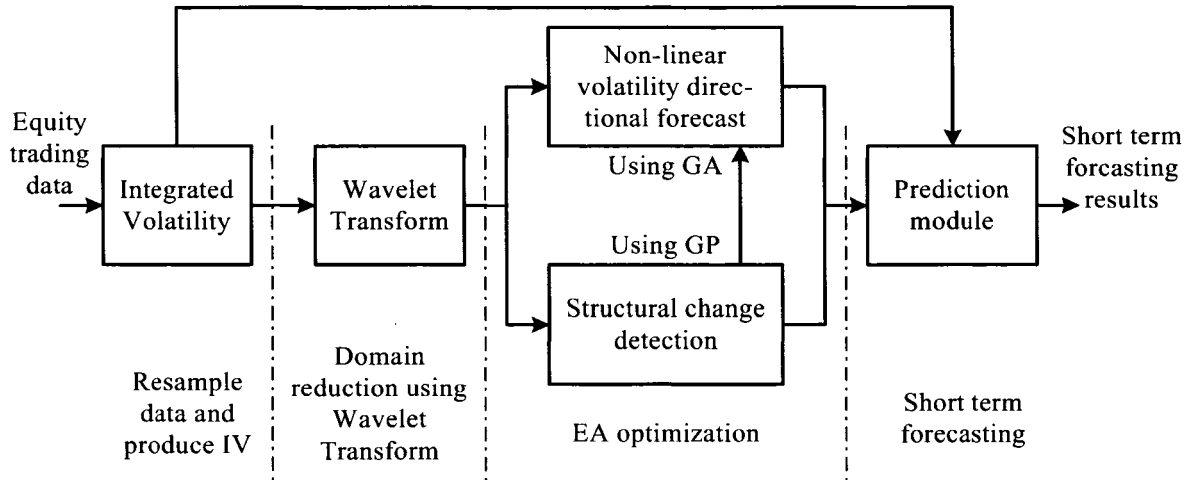 Equity
trading
data
Integrated
Volatility
Wavelet
Transform
Non-linear
volatility direc-
tional forecast
Using GA
Using GP
Structural change
detection
Prediction
module
Short term
forcasting
results
Resample
data and
produce IV
Domain
reduction using
Wavelet
Transform
EA optimization
Short term
forecasting